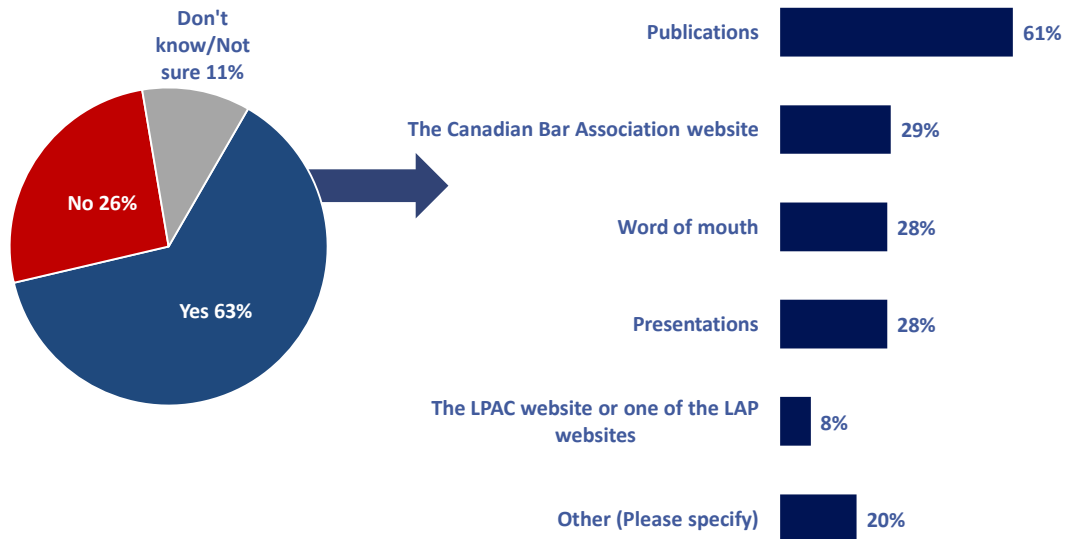 Don't
know/Not
sure 11%
No 26%
Yes 63%
Publications
61%
The Canadian Bar Association website
29%
Word of mouth
28%
Presentations
28%
The LPAC website or one of the LAP
websites
8%
Other (Please specify)
20%